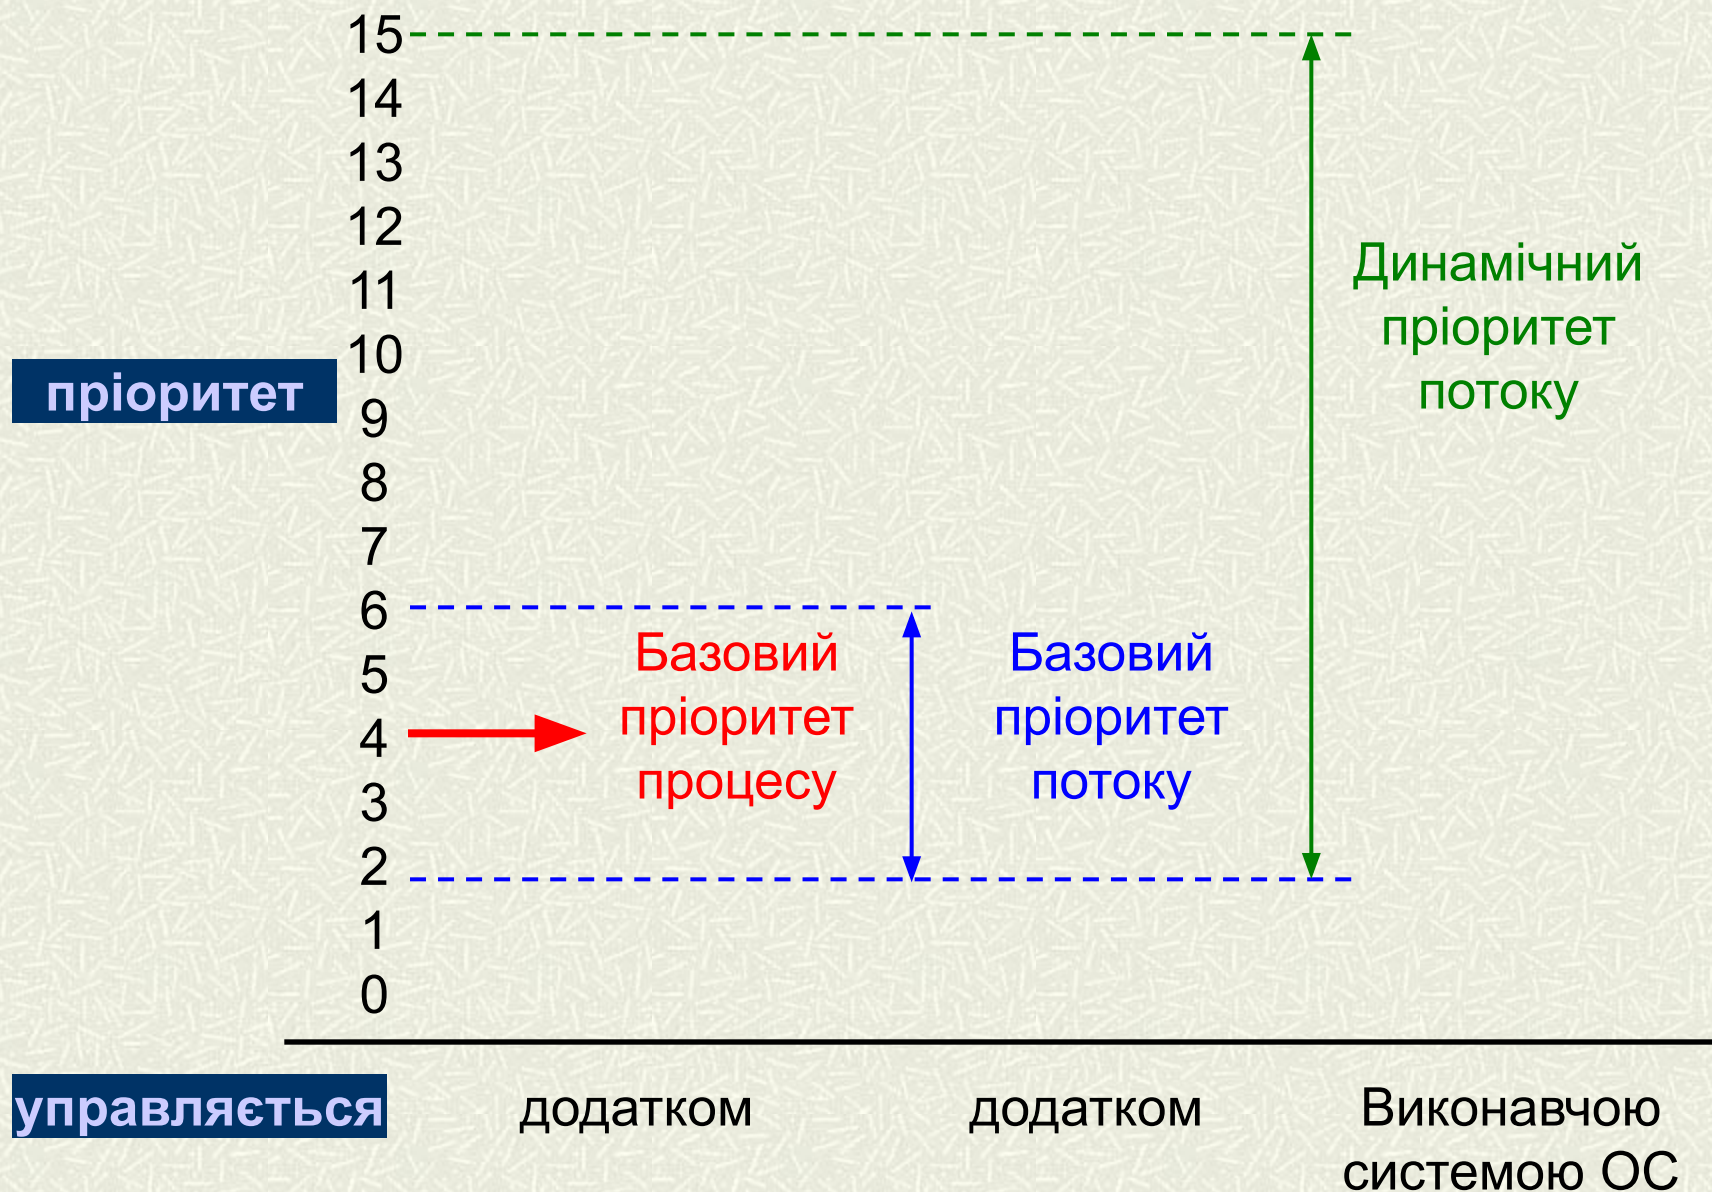 15
14
13
12
11
10
9
8
7
6
5
4
3
2
1
0
пріоритет
Базовий
пріоритет
процесу
Базовий
пріоритет
потоку
Динамічний
пріоритет
потоку
управляється
додатком
додатком
Виконавчою
системою ОС